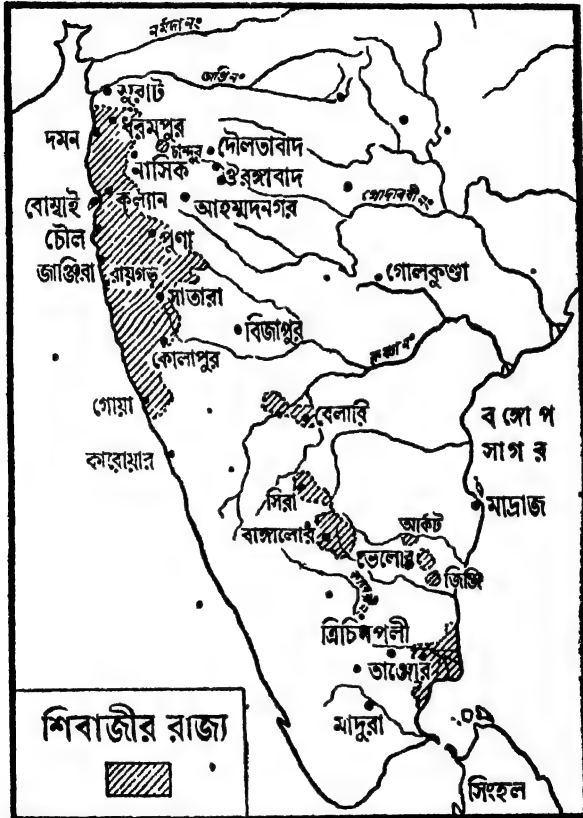 নর্মদা নং
তাপ্তি নং
সুরাট
ধরমপুর
দমন
চান্দুর
দৌলতাবাদ
নাসিক
ঔরঙ্গাবাদ
বোম্বাই
কল্যান
আহম্মদনগর
গোদাবরী নং
চৌল
পুণা
জাঞ্জিরা
রায়গড়
গোলকুণ্ডা
সাতারা
বিজাপুর
কোলাপুর
কৃষ্ণা নং
গোয়া
বেলারি
বঙ্গোপ
সাগর
কারোয়ার
সিরা
মাদ্রাজ
বাঙ্গালোর
আর্কট
ভেলোর
জিঞ্জি
ত্রিচিনপলী
তাঞ্জোর
মাদুরা
শিবাজীর রাজ্য
সিংহল